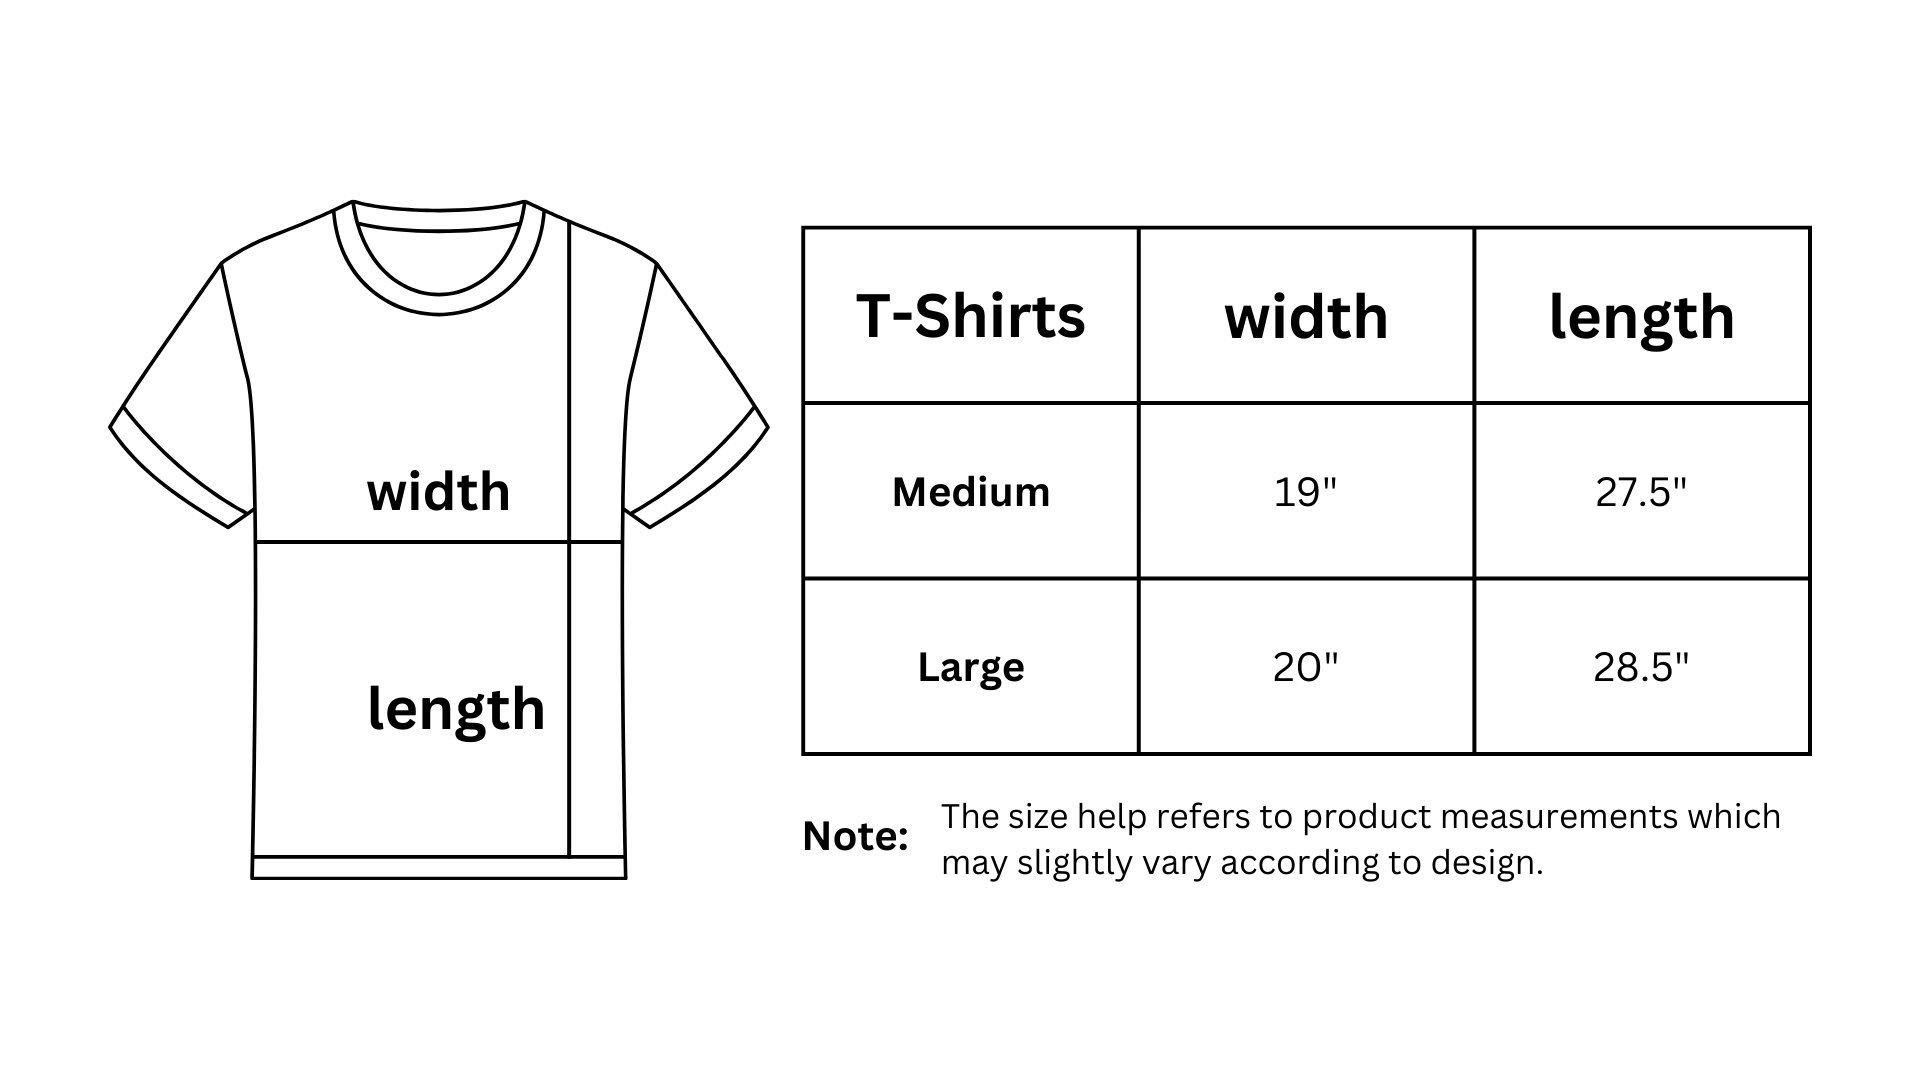 width
length
T-Shirts width length
Medium 19" 27.5"
Large 20" 28.5"
Note: The size help refers to product measurements which
may slightly vary according to design.